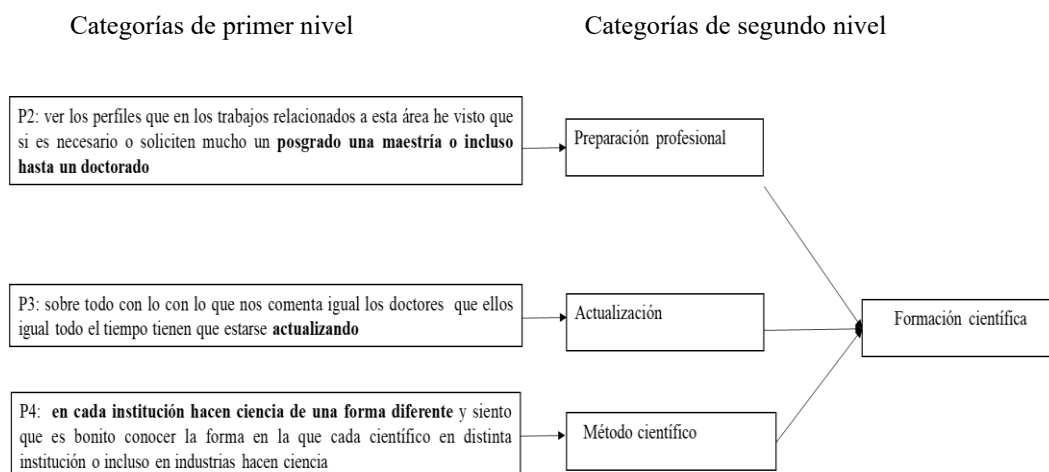 Categorías de primer nivel
Categorías de segundo nivel
P2: ver los perfiles que en los trabajos relacionados a esta área he visto que
si es necesario o soliciten mucho un posgrado una maestría o incluso
hasta un doctorado
Preparación profesional
P3: sobre todo con lo con lo que nos comenta igual los doctores que ellos
igual todo el tiempo tienen que estarse actualizando
Actualización
Formación científica
P4: en cada institución hacen ciencia de una forma diferente y siento
que es bonito conocer la forma en la que cada científico en distinta
institución o incluso en industrias hacen ciencia
Método científico